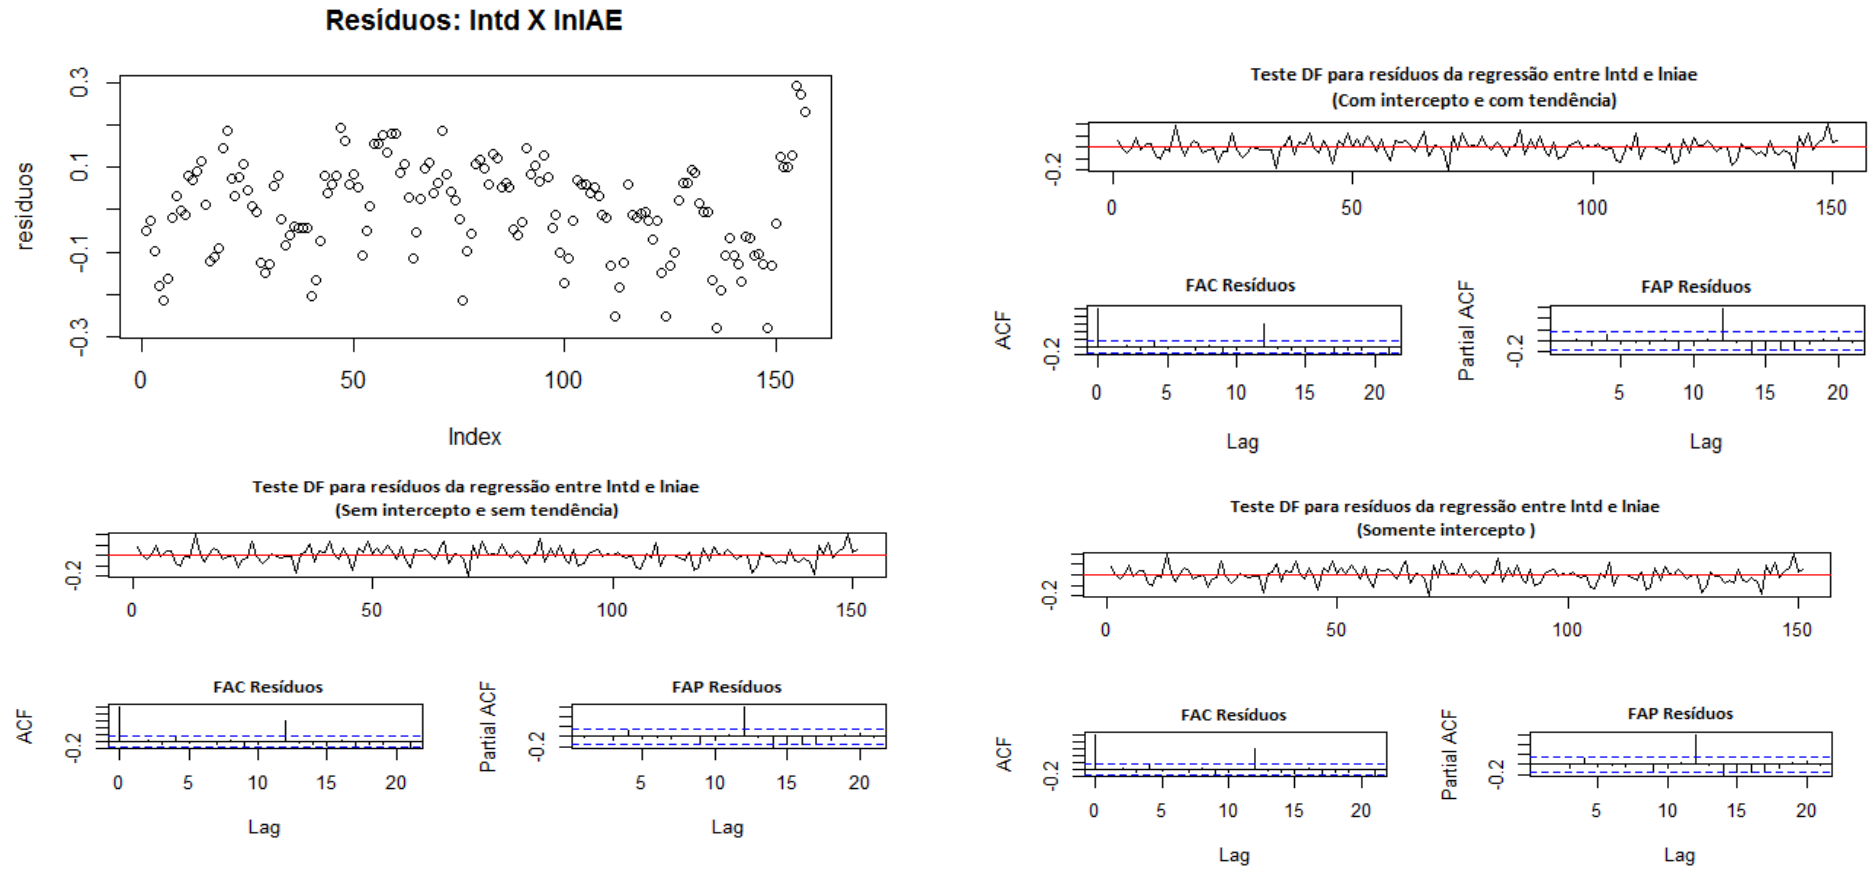 Resíduos: lntd X lnIAE
residuos
0.3
0.1
-0.1
-0.3
0 50 100 150
Index
Teste DF para resíduos da regressão entre lntd e lniae
(Com intercepto e com tendência)
-0.2
0 50 100 150
FAC Resíduos
ACF
-0.2
0 5 10 15 20
Lag
FAP Resíduos
Partial ACF
-0.2
5 10 15 20
Lag
Teste DF para resíduos da regressão entre lntd e lniae
(Sem intercepto e sem tendência)
-0.2
0 50 100 150
FAC Resíduos
ACF
-0.2
0 5 10 15 20
Lag
FAP Resíduos
Partial ACF
-0.2
5 10 15 20
Lag
Teste DF para resíduos da regressão entre lntd e lniae
(Somente intercepto )
-0.2
0 50 100 150
FAC Resíduos
ACF
-0.2
0 5 10 15 20
Lag
FAP Resíduos
Partial ACF
-0.2
5 10 15 20
Lag